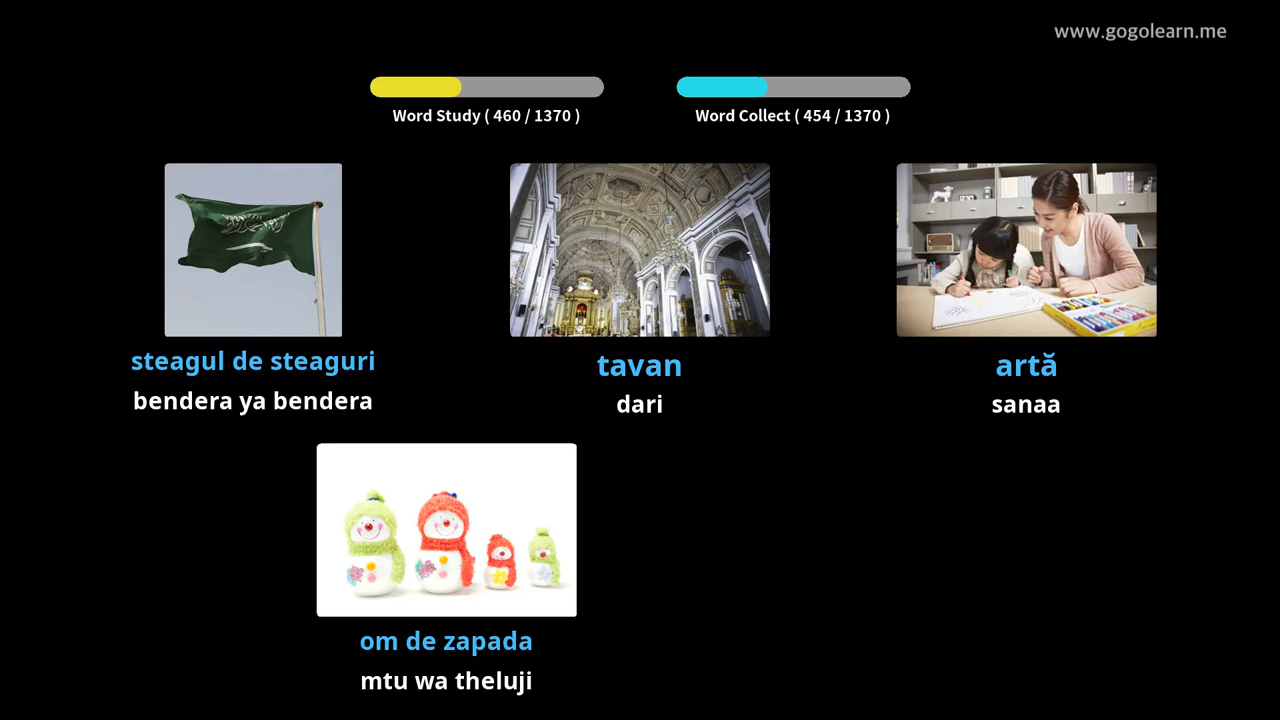 www.gogolearn.me
Word Study ( 460 / 1370 )
Word Collect ( 454 / 1370 )
steagul de steaguri
bendera ya bendera
tavan
dari
artă
sanaa
om de zapada
mtu wa theluji